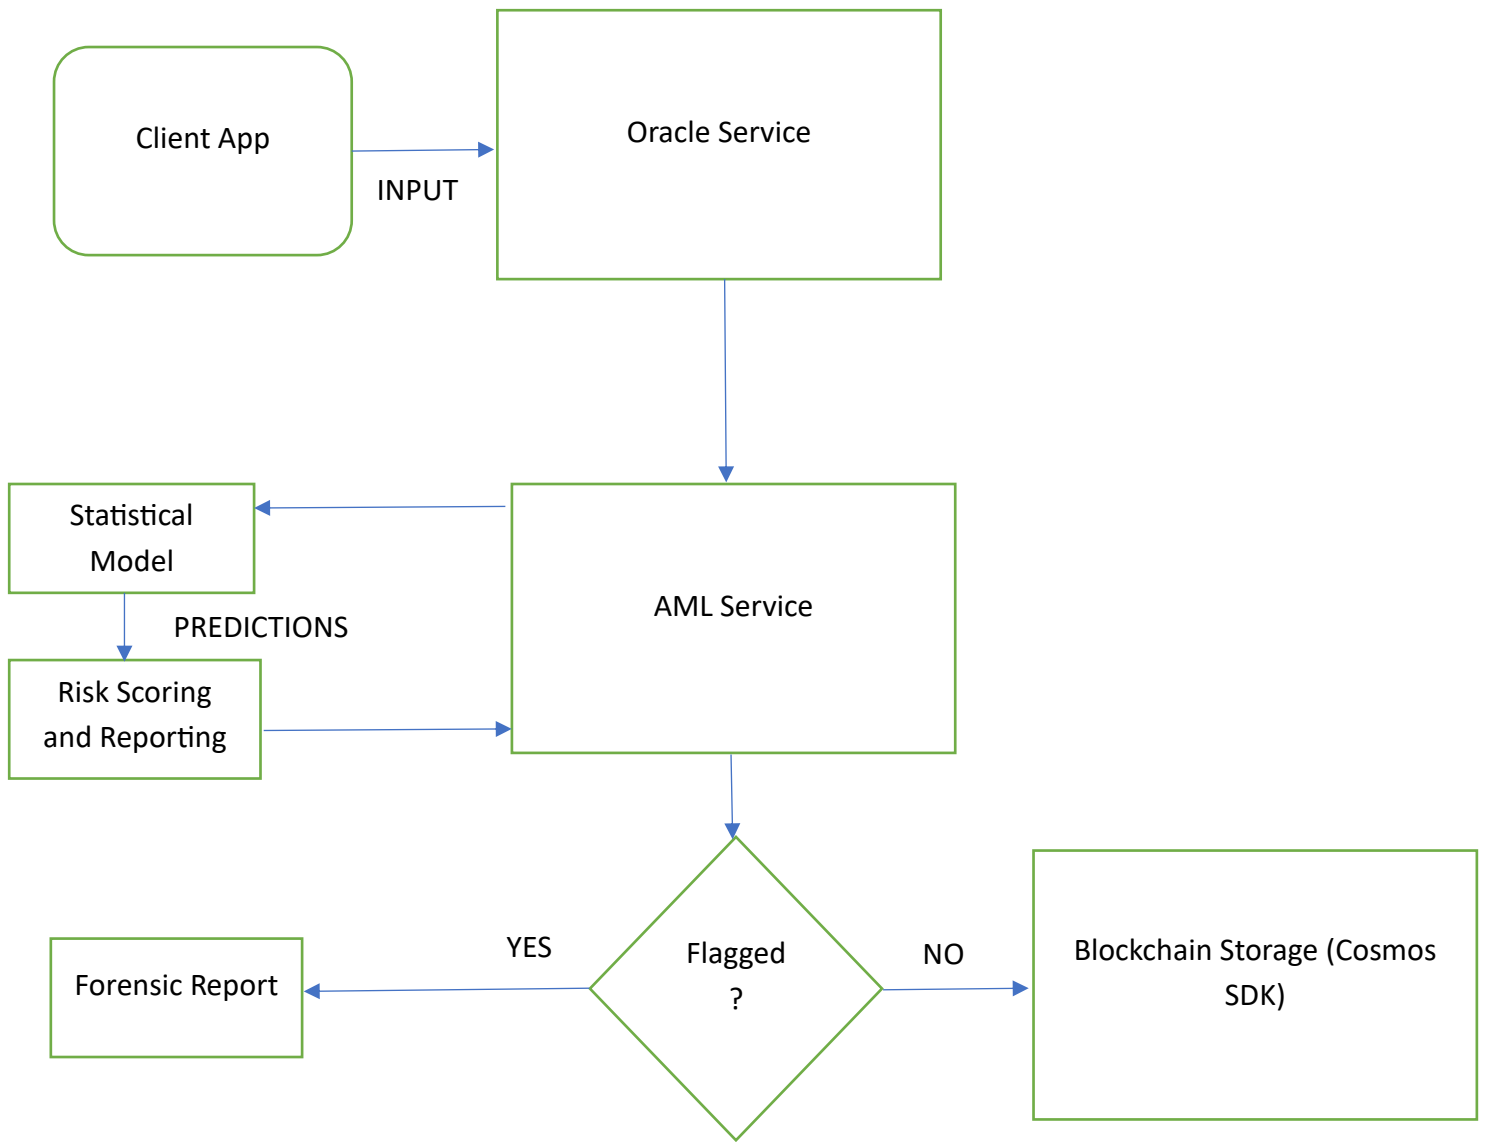 Client App
INPUT
Oracle Service
Statistical
Model
PREDICTIONS
Risk Scoring
and Reporting
AML Service
Flagged
?
YES
NO
Forensic Report
Blockchain Storage (Cosmos
SDK)